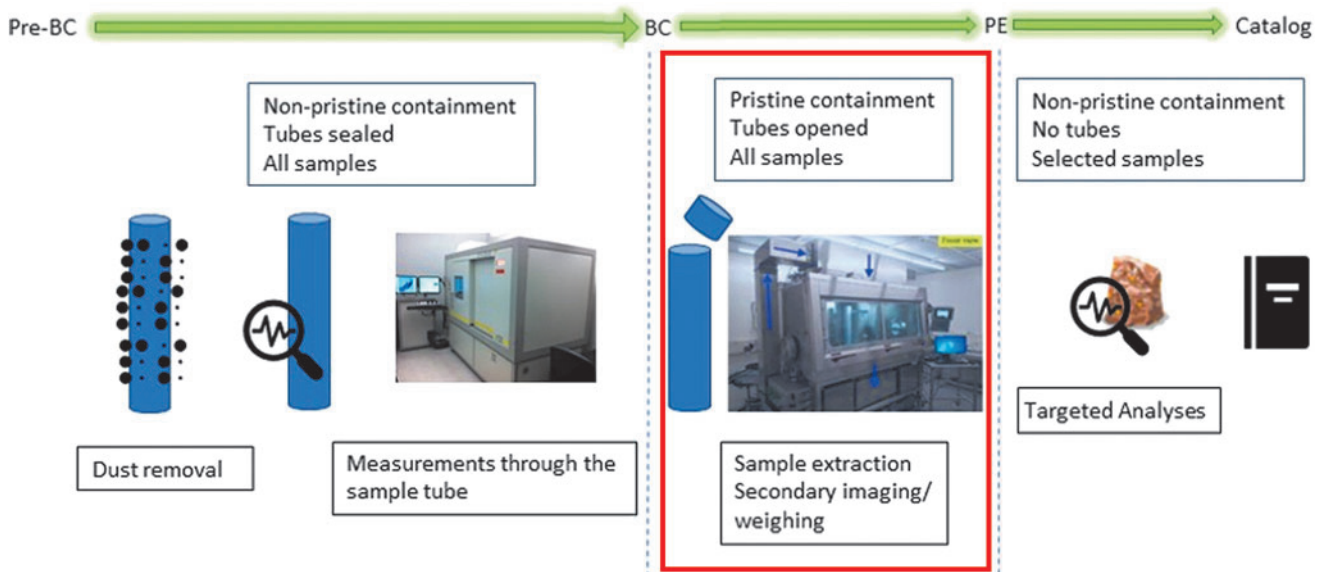 Pre-BC
BC
PE
Catalog
Non-pristine containment
Tubes sealed
All samples
Pristine containment
Tubes opened
All samples
Non-pristine containment
No tubes
Selected samples
Front view
Dust removal
Measurements through the
sample tube
Sample extraction
Secondary imaging/
weighing
Targeted Analyses